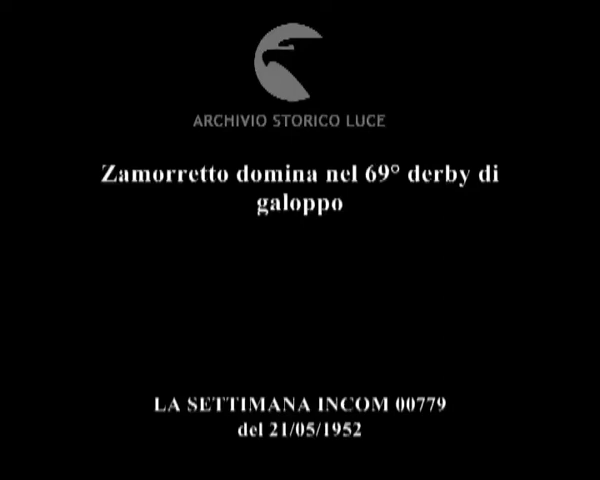 ARCHIVIO STORICO LUCE
Zamorretto domina nel 69° derby di
galoppo
LA SETTIMANA INCOM 00779
del 21/05/1952